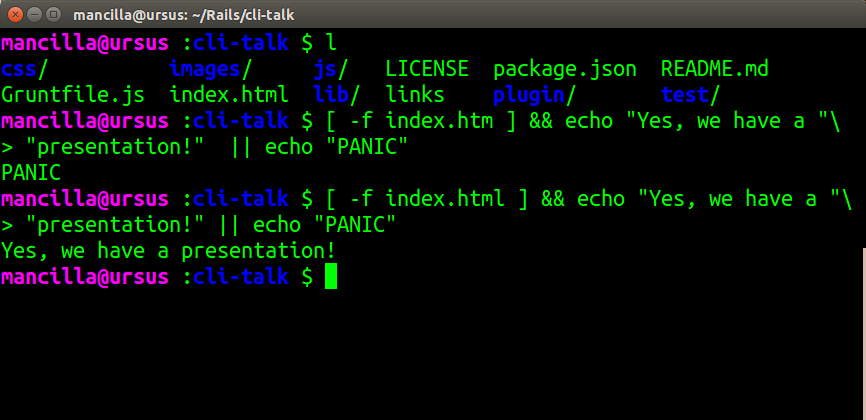 mancilla@ursus: ~/Rails/cli-talk
mancilla@ursus :cli-talk $ l
css/          images/     js/   LICENSE  package.json  README.md
Gruntfile.js  index.html  lib/  links    plugin/       test/
mancilla@ursus :cli-talk $ [ -f index.htm ] && echo "Yes, we have a "\
> "presentation!"  || echo "PANIC"
PANIC
mancilla@ursus :cli-talk $ [ -f index.html ] && echo "Yes, we have a "\
> "presentation!" || echo "PANIC"
Yes, we have a presentation!
mancilla@ursus :cli-talk $